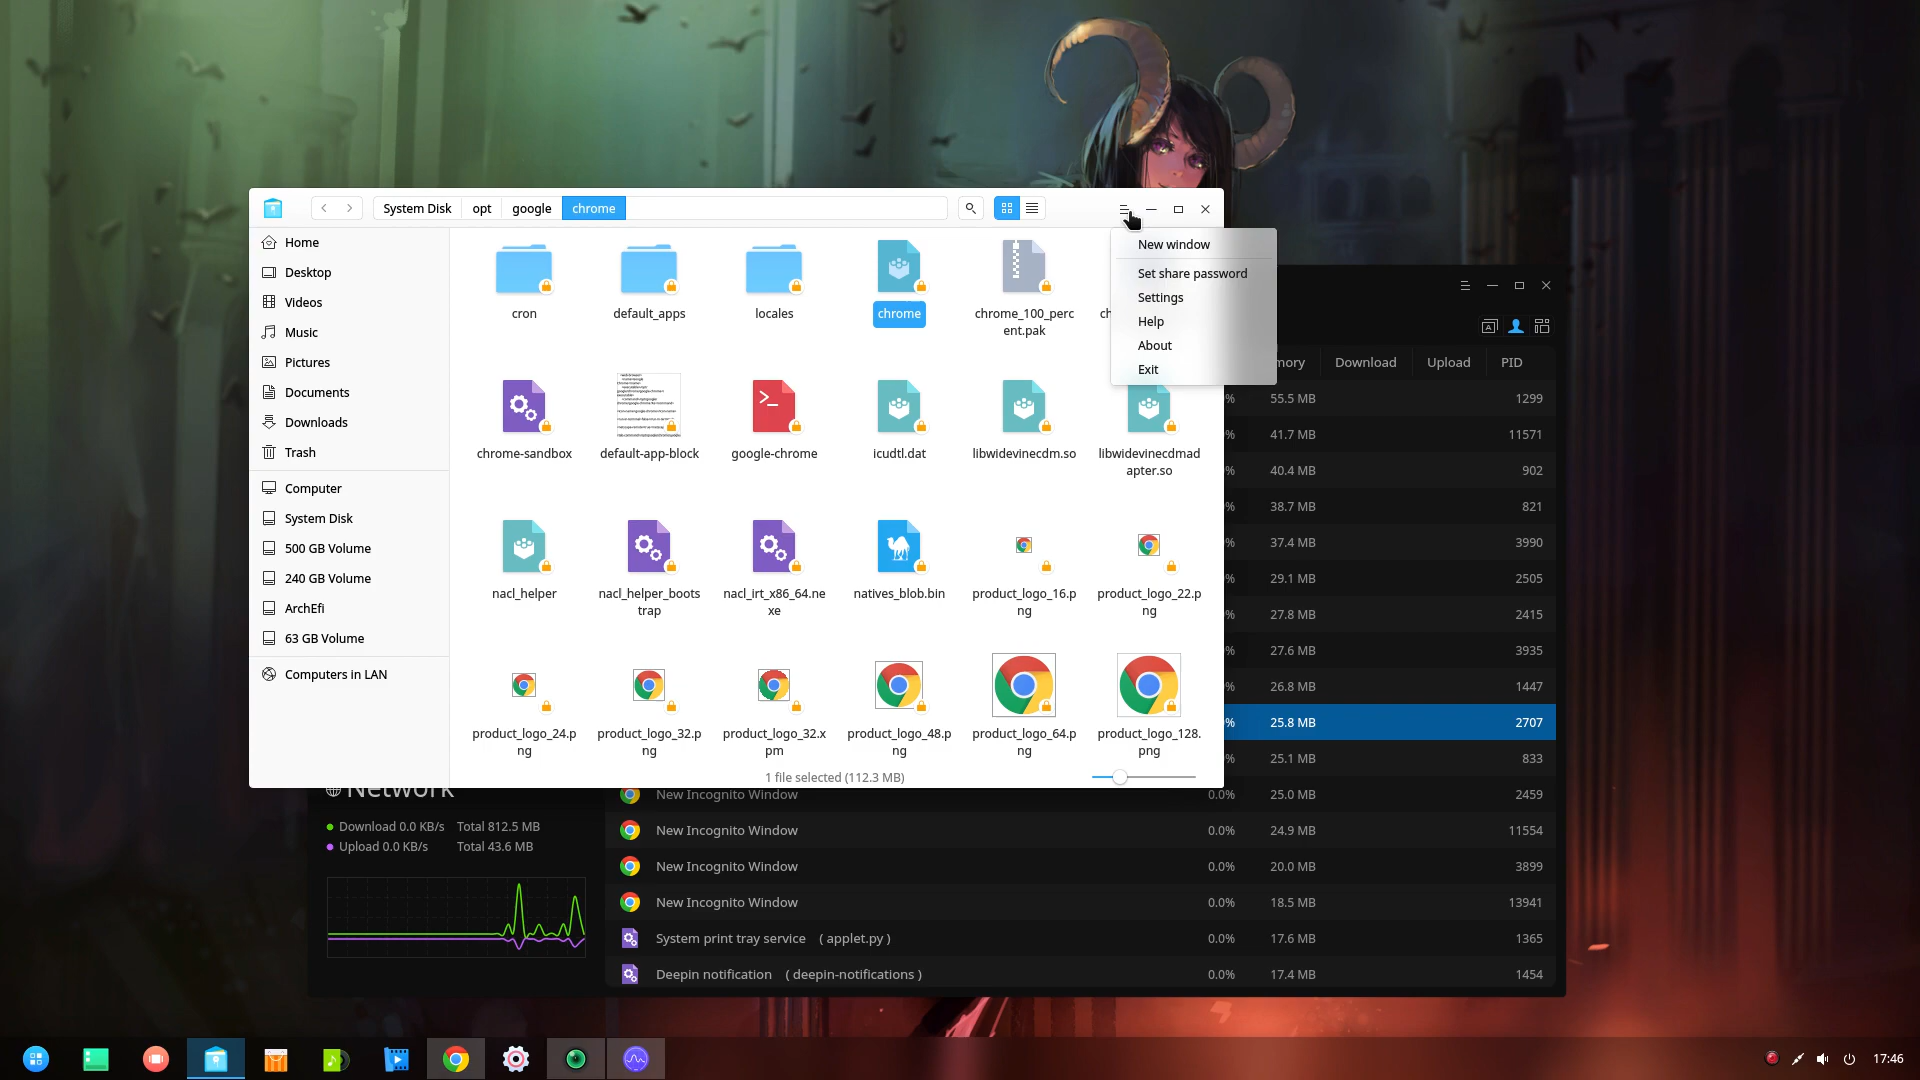 System Disk opt google chrome
Home
Desktop
Videos
Music
Pictures
Documents
Downloads
Trash
Computer
System Disk
500 GB Volume
240 GB Volume
ArchEfi
63 GB Volume
Computers in LAN
cron default_apps locales chrome chrome_100_perc ch
ent.pak
chrome-sandbox default-app-block google-chrome icudtl.dat libwidevinecdm.so libwidevinecdmad
apter.so
nacl_helper nacl_helper_boots nacl_irt_x86_64.ne natives_blob.bin product_logo_16.p product_logo_22.p
trap xe ng ng
product_logo_24.p product_logo_32.p product_logo_32.x product_logo_48.p product_logo_64.p product_logo_128.
ng ng pm ng ng png
1 file selected (112.3 MB)
New window
Set share password
Settings
Help
About
Exit
mory Download Upload PID
% 55.5 MB 1299
% 41.7 MB 11571
% 40.4 MB 902
% 38.7 MB 821
% 37.4 MB 3990
% 29.1 MB 2505
% 27.8 MB 2415
% 27.6 MB 3935
% 26.8 MB 1447
% 25.8 MB 2707
% 25.1 MB 833
New Incognito Window 0.0% 25.0 MB 2459
New Incognito Window 0.0% 24.9 MB 11554
New Incognito Window 0.0% 20.0 MB 3899
New Incognito Window 0.0% 18.5 MB 13941
System print tray service ( applet.py ) 0.0% 17.6 MB 1365
Deepin notification ( deepin-notifications ) 0.0% 17.4 MB 1454
Network
Download 0.0 KB/s Total 812.5 MB
Upload 0.0 KB/s Total 43.6 MB
17:46